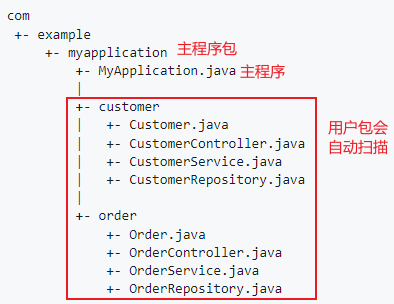 com
+- example
+- myapplication 主程序包
+- MyApplication.java 主程序
|
+- customer
| +- Customer.java
| +- CustomerController.java
| +- CustomerService.java
| +- CustomerRepository.java
|
+- order
+- Order.java
+- OrderController.java
+- OrderService.java
+- OrderRepository.java
用户包会
自动扫描